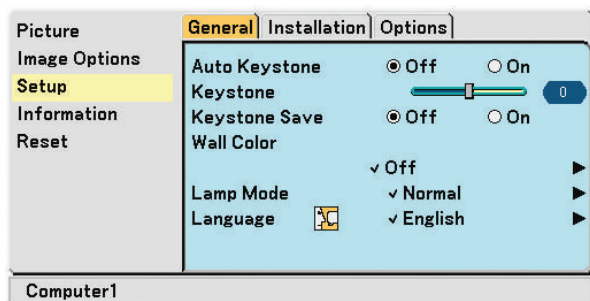 Picture
Image Options
Setup
Information
Reset
General Installation Options
Auto Keystone Off On
Keystone 0
Keystone Save Off On
Wall Color
Off
Lamp Mode Normal
Language English
Computer1